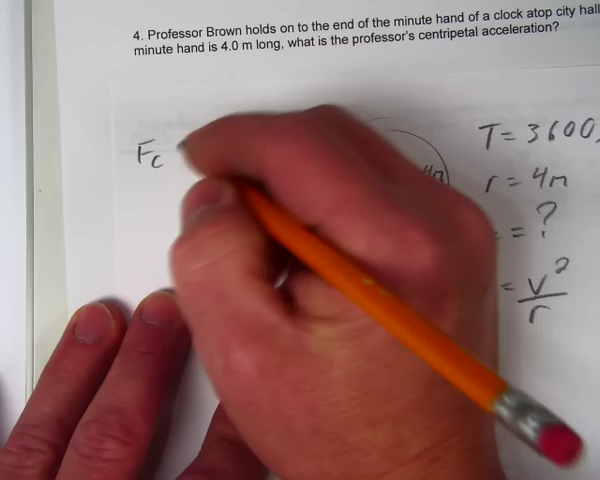 4. Professor Brown holds on to the end of the minute hand of a clock atop city hall
minute hand is 4.0 m long, what is the professor's centripetal acceleration?
Fc
4m
T = 3600
r = 4m
= ?
= v²
r